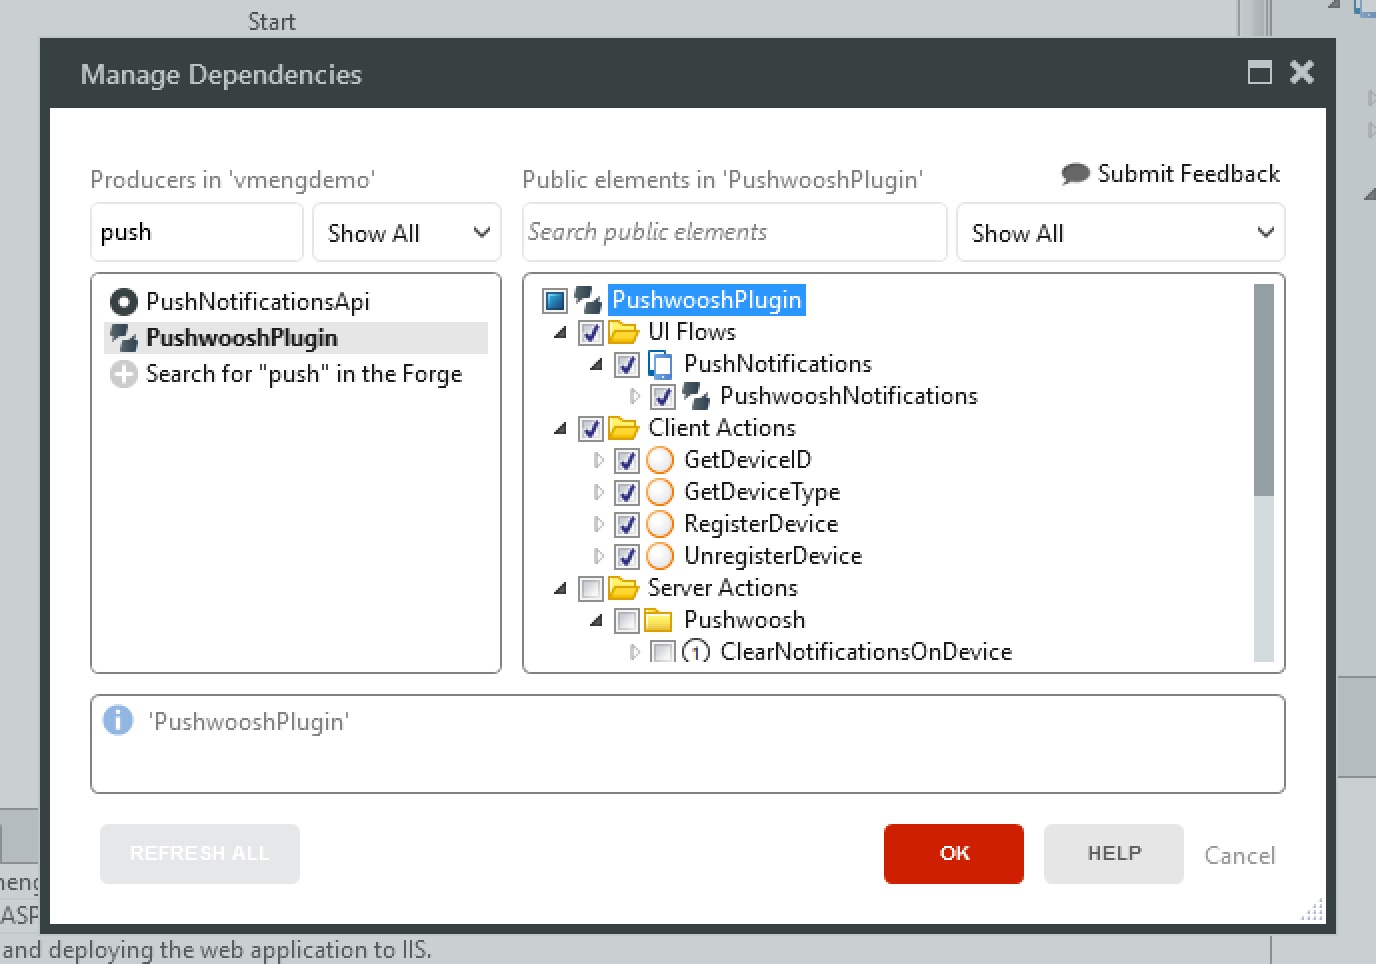 Start
Manage Dependencies
Producers in 'vmengdemo'
Public elements in 'PushwooshPlugin'
Submit Feedback
push
Show All
Search public elements
Show All
PushNotificationsApi
PushwooshPlugin
Search for "push" in the Forge
PushwooshPlugin
UI Flows
PushNotifications
PushwooshNotifications
Client Actions
GetDeviceID
GetDeviceType
RegisterDevice
UnregisterDevice
Server Actions
Pushwoosh
1 ClearNotificationsOnDevice
'PushwooshPlugin'
REFRESH ALL
OK
HELP
Cancel
ASP
and deploying the web application to IIS.